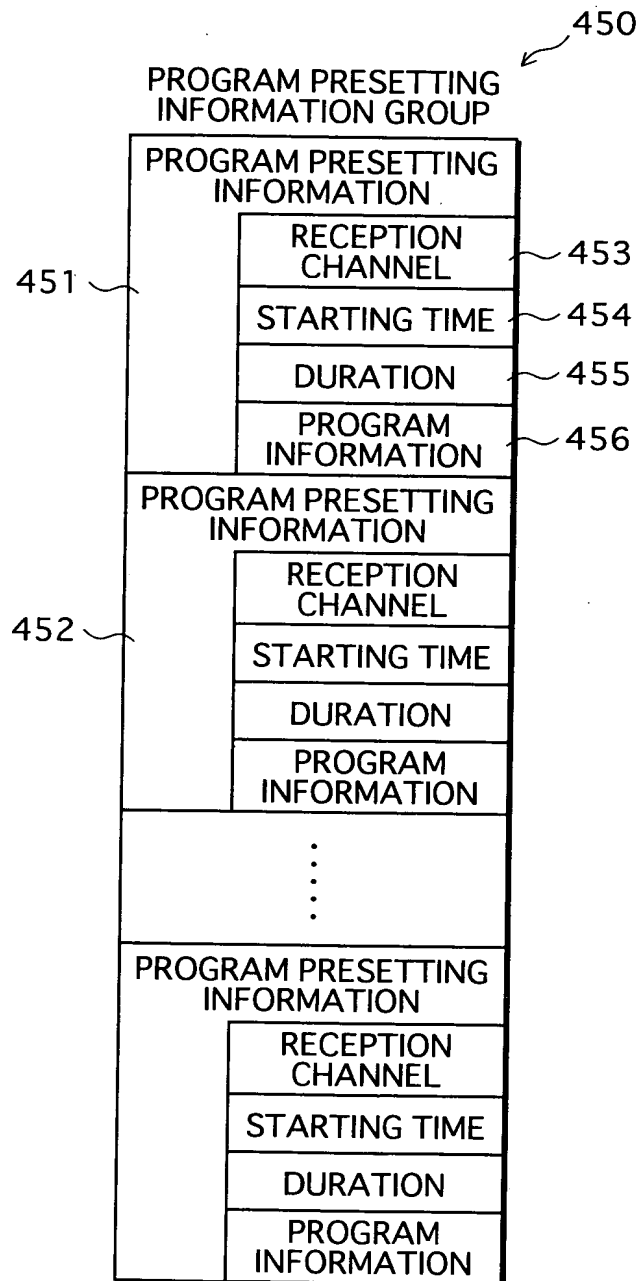 450
PROGRAM PRESETTING
INFORMATION GROUP
PROGRAM PRESETTING
INFORMATION
RECEPTION
CHANNEL
453
451
STARTING TIME
454
DURATION
455
PROGRAM
INFORMATION
456
PROGRAM PRESETTING
INFORMATION
RECEPTION
CHANNEL
452
STARTING TIME
DURATION
PROGRAM
INFORMATION
PROGRAM PRESETTING
INFORMATION
RECEPTION
CHANNEL
STARTING TIME
DURATION
PROGRAM
INFORMATION